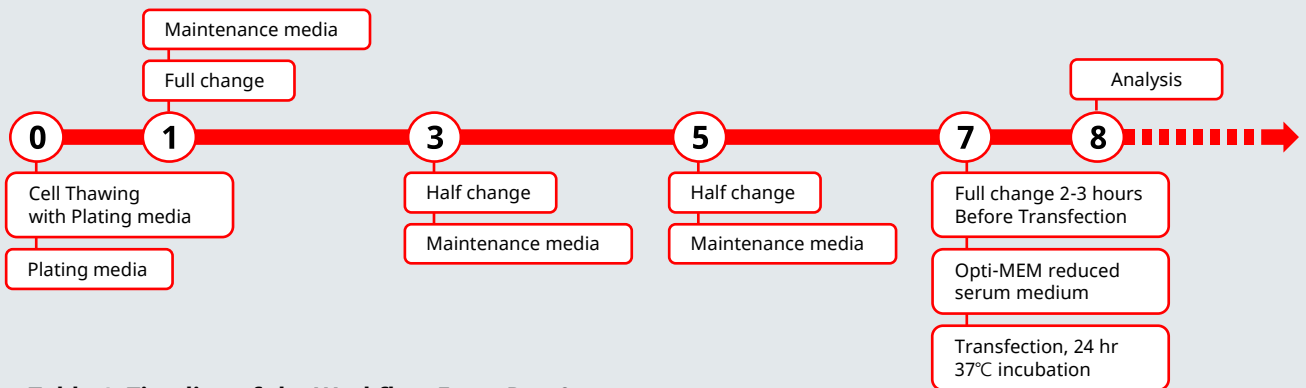 Maintenance media
Full change
Analysis
0
1
3
5
7
8
Cell Thawing
with Plating media
Plating media
Half change
Maintenance media
Half change
Maintenance media
Full change 2-3 hours
Before Transfection
Opti-MEM reduced
serum medium
Transfection, 24 hr
37℃ incubation